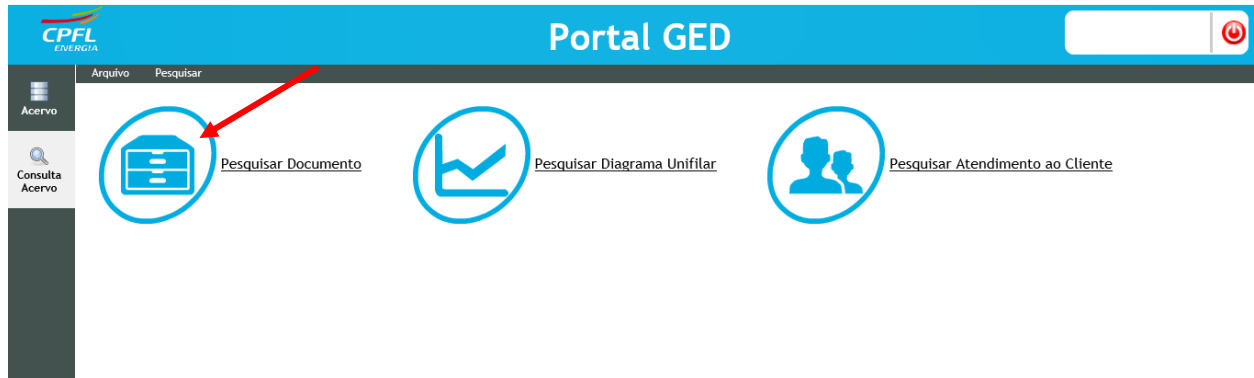 CPFL
ENERGIA
Portal GED
Arquivo Pesquisar
Acervo
Consulta
Acervo
Pesquisar Documento
Pesquisar Diagrama Unifilar
Pesquisar Atendimento ao Cliente